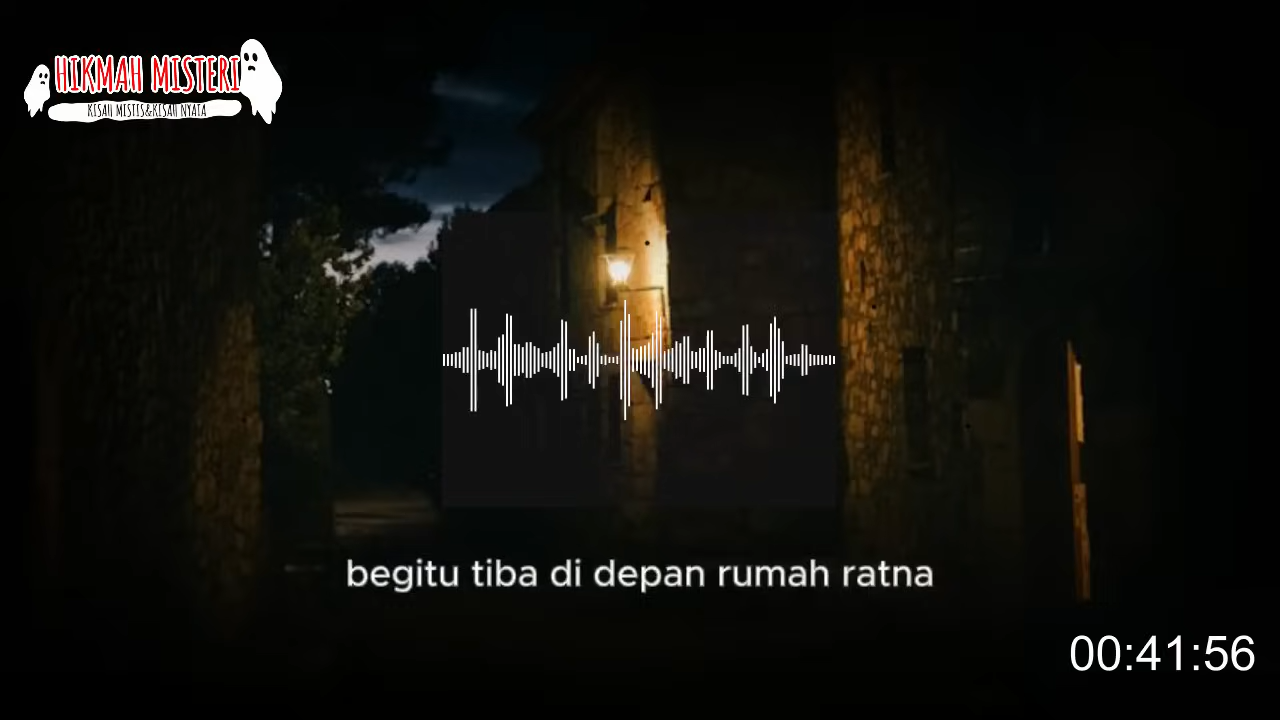 HIKMAH MISTERI
KISAH MISTIS&KISAH NYATA
begitu tiba di depan rumah ratna
00:41:56